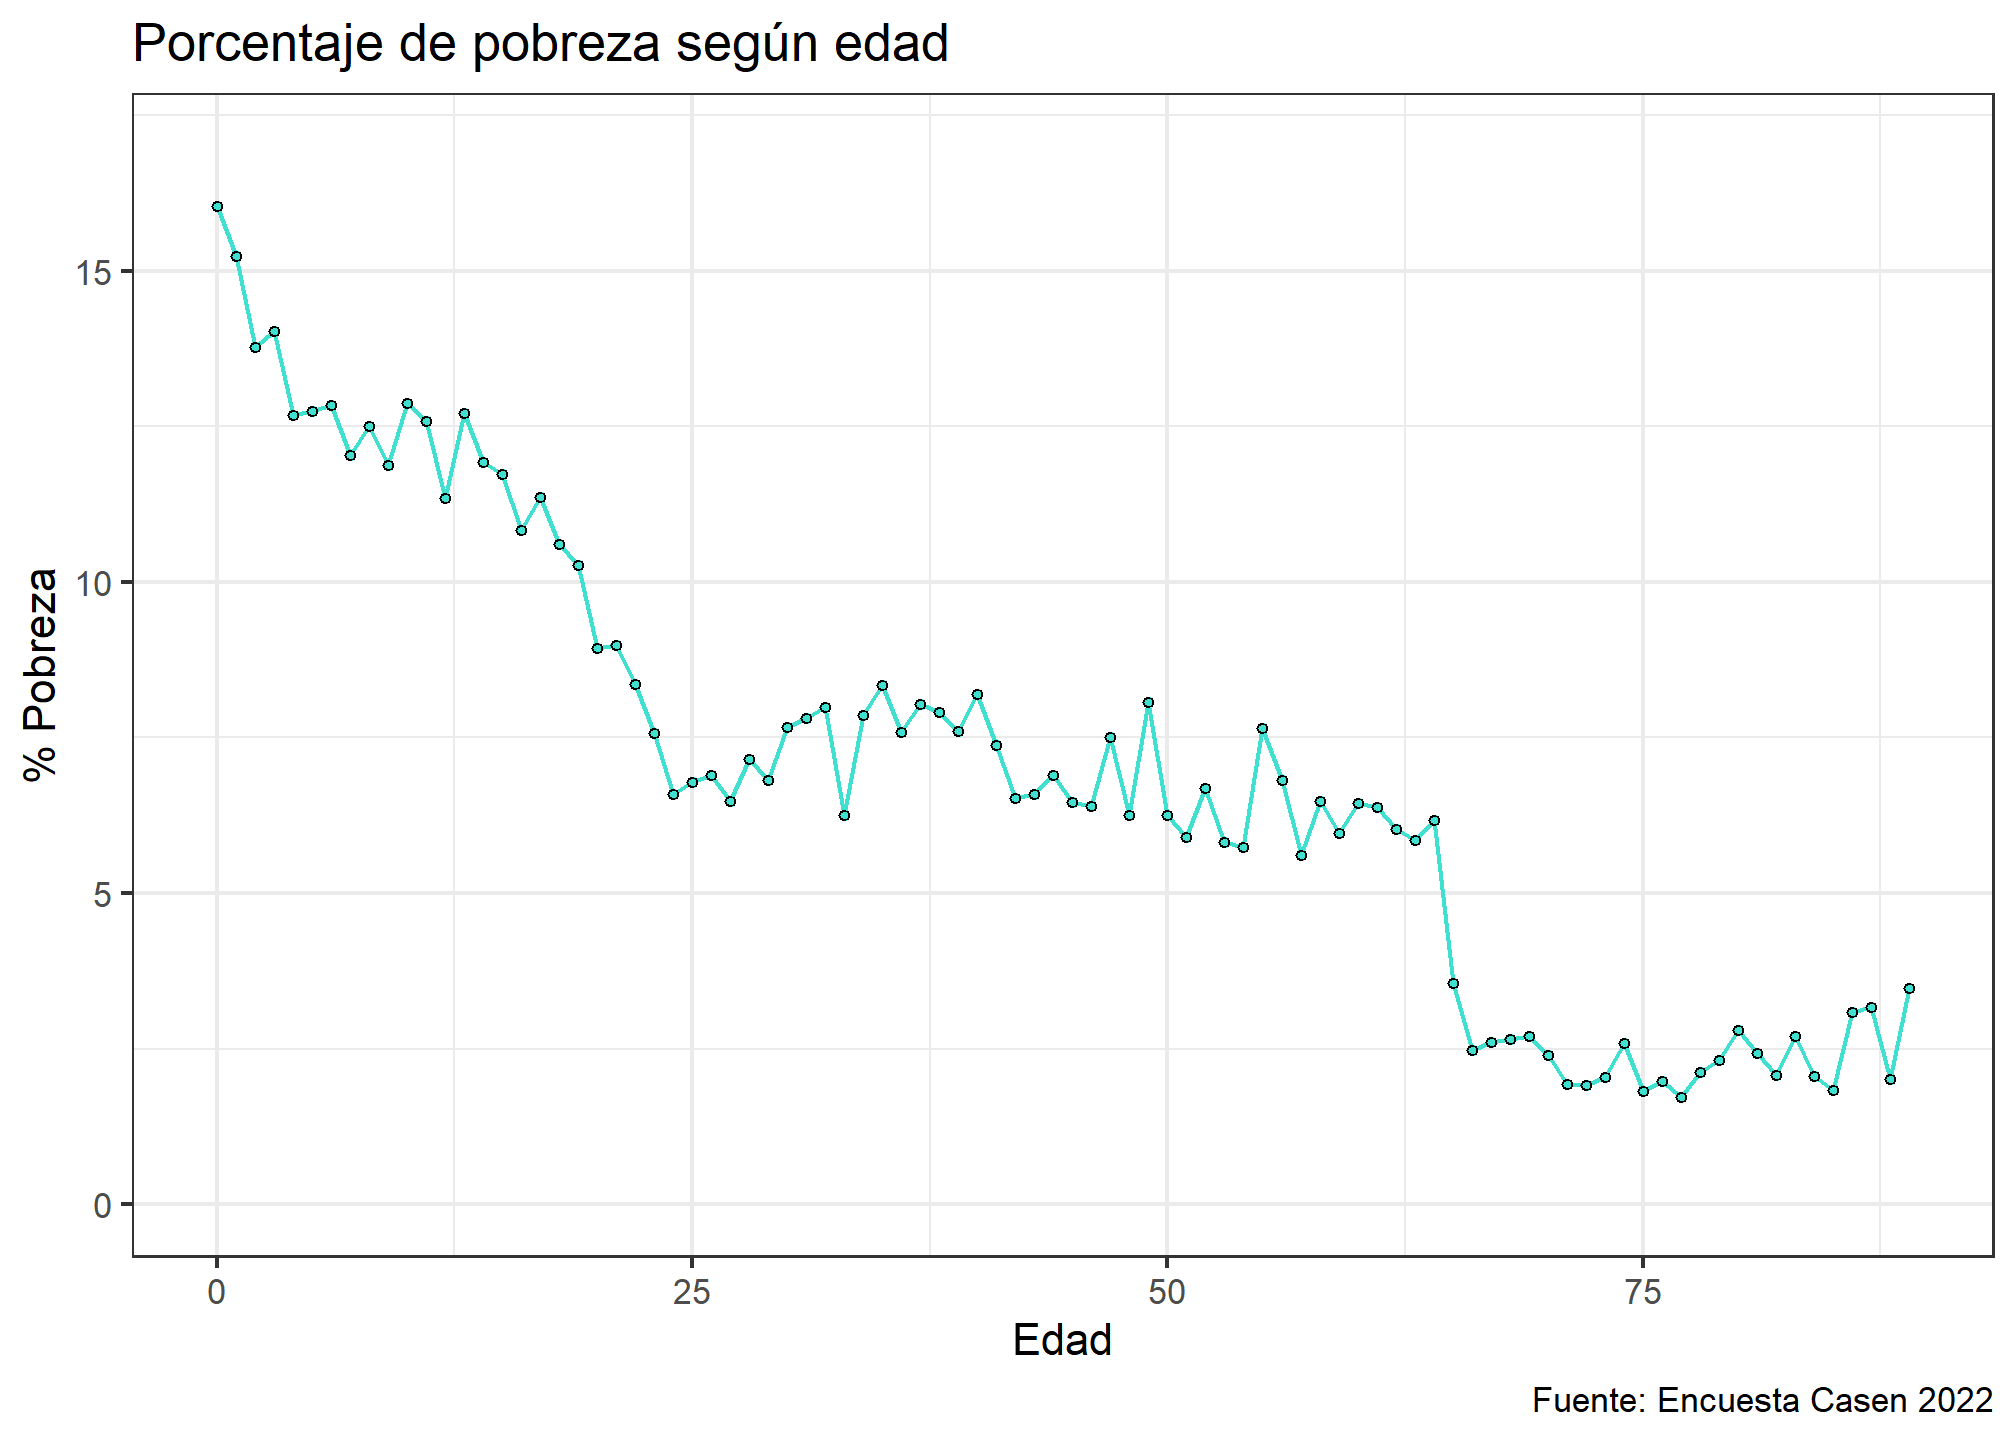 Porcentaje de pobreza según edad
% Pobreza
15
10
5
0
0 25 50 75
Edad
Fuente: Encuesta Casen 2022